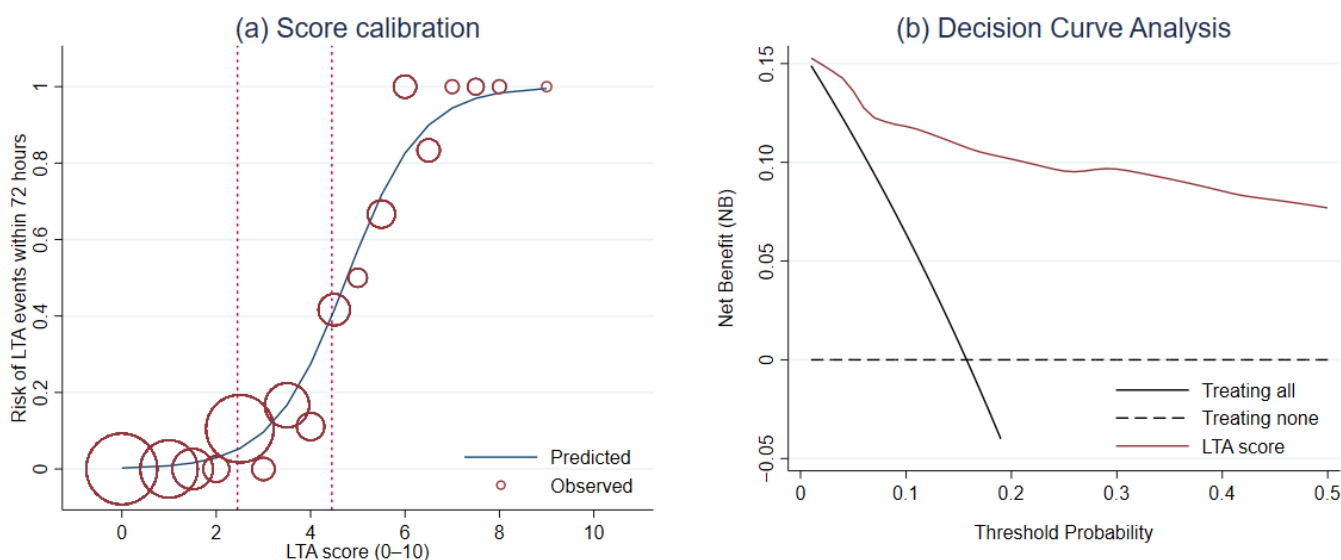 (a) Score calibration
Risk of LTA events within 72 hours
1
0.8
0.6
0.4
0.2
0
Predicted
Observed
0
2
4
6
8
10
LTA score (0–10)
(b) Decision Curve Analysis
Net Benefit (NB)
0.15
0.10
0.05
0
−0.05
Treating all
Treating none
LTA score
0
0.1
0.2
0.3
0.4
0.5
Threshold Probability